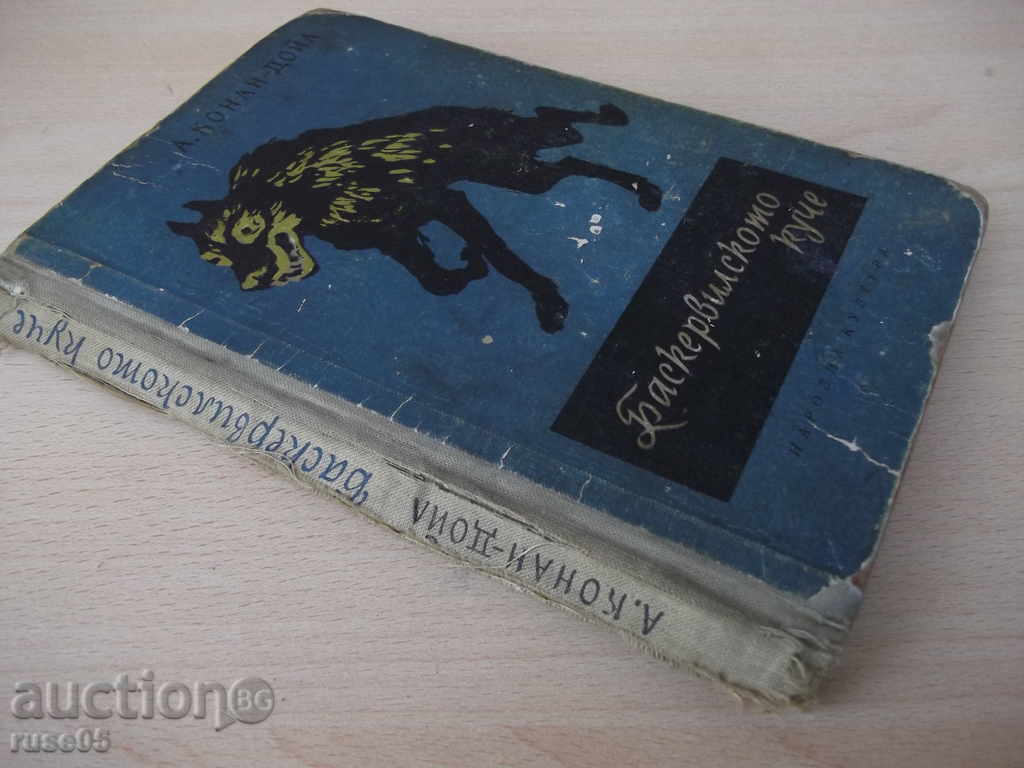 А. КОНАН-ДОЙЛ
Баскервилското
куче
НАРОДНА КУЛТУРА
А. КОНАН-ДОЙЛ Баскервилското куче
auction BG
ruse05